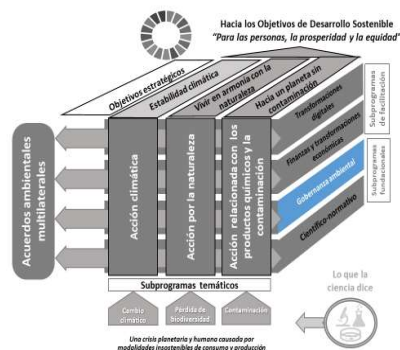 Hacia los Objetivos de Desarrollo Sostenible
"Para las personas, la prosperidad y la equidad"
Objetivos estratégicos
Estabilidad climática
Vivir en armonía con la
naturaleza
Hacia un planeta sin
contaminación
Acuerdos ambientales
multilaterales
Acción climática
Acción por la naturaleza
Acción relacionada con los
productos químicos y la
contaminación
Transformaciones
digitales
Finanzas y transformaciones
económicas
Gobernanza ambiental
Científico-normativo
Subprogramas
de facilitación
Subprogramas
fundacionales
Subprogramas temáticos
Cambio
climático
Pérdida de
biodiversidad
Contaminación
Lo que la
ciencia dice
Una crisis planetaria y humana causada por
modalidades insostenibles de consumo y producción